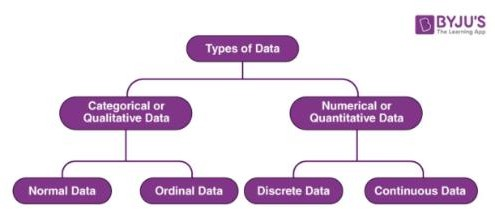 BYJU'S
The Learning App
Types of Data
Categorical or
Qualitative Data
Numerical or
Quantitative Data
Normal Data
Ordinal Data
Discrete Data
Continuous Data